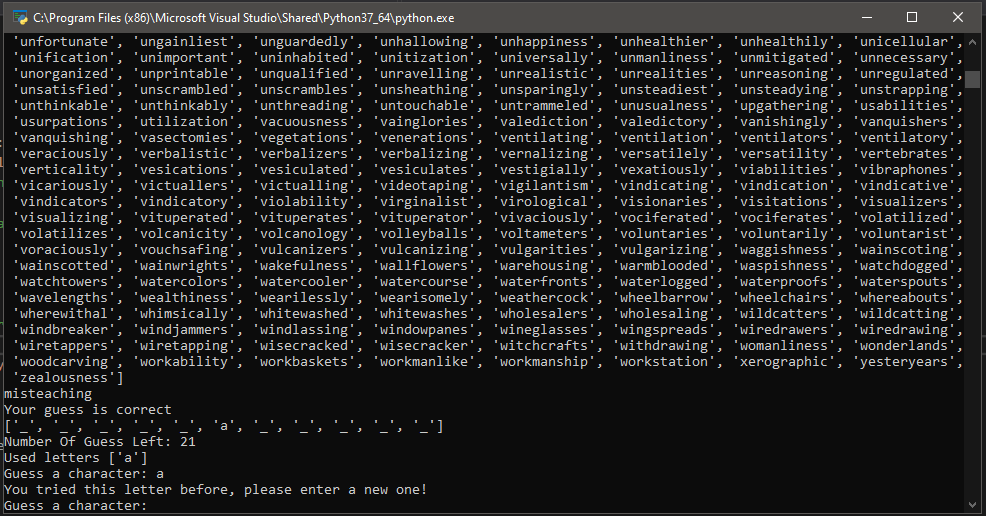 C:\Program Files (x86)\Microsoft Visual Studio\Shared\Python37_64\python.exe
'unfortunate', 'ungainliest', 'unguardedly', 'unhallowing', 'unhappiness', 'unhealthier', 'unhealthily', 'unicellular',
'unification', 'unimportant', 'uninhabited', 'unitization', 'universally', 'unmanliness', 'unmitigated', 'unnecessary',
'unorganized', 'unprintable', 'unqualified', 'unravelling', 'unrealistic', 'unrealities', 'unreasoning', 'unregulated',
'unsatisfied', 'unscrambled', 'unscrambles', 'unsheathing', 'unsparingly', 'unsteadiest', 'unsteadying', 'unstrapping',
'unthinkable', 'unthinkably', 'unthreading', 'untouchable', 'untrammeled', 'unusualness', 'upgathering', 'usabilities',
'usurpations', 'utilization', 'vacuousness', 'vainglories', 'valediction', 'valedictory', 'vanishingly', 'vanquishers',
'vanquishing', 'vasectomies', 'vegetations', 'venerations', 'ventilating', 'ventilation', 'ventilators', 'ventilatory',
'veraciously', 'verbalistic', 'verbalizers', 'verbalizing', 'vernalizing', 'versatilely', 'versatility', 'vertebrates',
'verticality', 'vesications', 'vesiculated', 'vesiculates', 'vestigially', 'vexatiously', 'viabilities', 'vibraphones',
'vicariously', 'victuallers', 'victualling', 'videotaping', 'vigilantism', 'vindicating', 'vindication', 'vindicative',
'vindicators', 'vindicatory', 'violability', 'virginalist', 'virological', 'visionaries', 'visitations', 'visualizers',
'visualizing', 'vituperated', 'vituperates', 'vituperator', 'vivaciously', 'vociferated', 'vociferates', 'volatilized',
'volatilizes', 'volcanicity', 'volcanology', 'volleyballs', 'voltameters', 'voluntaries', 'voluntarily', 'voluntarist',
'voraciously', 'vouchsafing', 'vulcanizers', 'vulcanizing', 'vulgarities', 'vulgarizing', 'waggishness', 'wainscoting',
'wainscotted', 'wainwrights', 'wakefulness', 'wallflowers', 'warehousing', 'warmblooded', 'waspishness', 'watchdogged',
'watchtowers', 'watercolors', 'watercooler', 'watercourse', 'waterfronts', 'waterlogged', 'waterproofs', 'waterspouts',
'wavelengths', 'wealthiness', 'wearilessly', 'wearisomely', 'weathercock', 'wheelbarrow', 'wheelchairs', 'whereabouts',
'wherewithal', 'whimsically', 'whitewashed', 'whitewashes', 'wholesalers', 'wholesaling', 'wildcatters', 'wildcatting',
'windbreaker', 'windjammers', 'windlassing', 'windowpanes', 'wineglasses', 'wingspreads', 'wiredrawers', 'wiredrawing',
'wiretappers', 'wiretapping', 'wisecracked', 'wisecracker', 'witchcrafts', 'withdrawing', 'womanliness', 'wonderlands',
'woodcarving', 'workability', 'workbaskets', 'workmanlike', 'workmanship', 'workstation', 'xerographic', 'yesteryears',
'zealousness']
misteaching
Your guess is correct
['_', '_', '_', '_', '_', 'a', '_', '_', '_', '_', '_']
Number Of Guess Left: 21
Used letters ['a']
Guess a character: a
You tried this letter before, please enter a new one!
Guess a character: